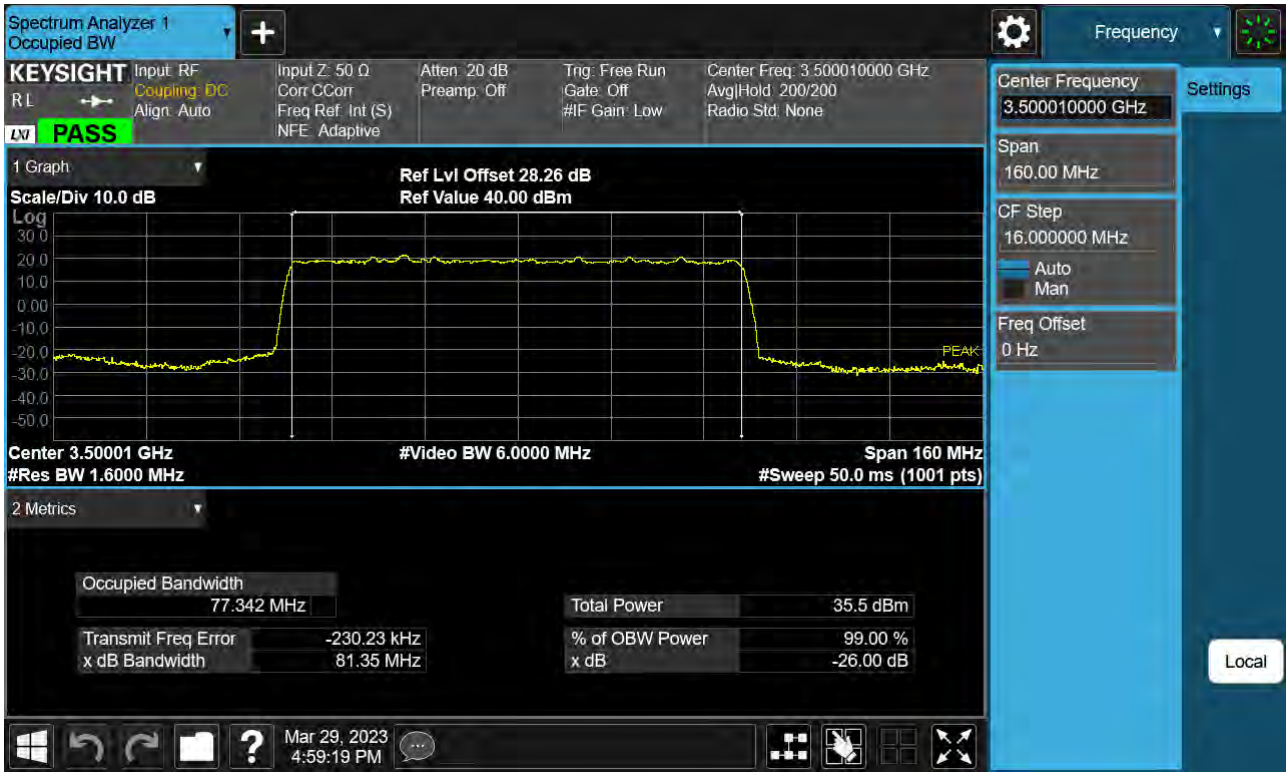 Spectrum Analyzer 1
Occupied BW
+
Frequency
KEYSIGHT
RL
LXI
PASS
Input: RF
Coupling: DC
Align: Auto
Input Z: 50 Ω
Corr CCorr
Freq Ref: Int (S)
NFE: Adaptive
Atten: 20 dB
Preamp: Off
Trig: Free Run
Gate: Off
#IF Gain: Low
Center Freq: 3.500010000 GHz
Avg|Hold: 200/200
Radio Std: None
1 Graph
Scale/Div 10.0 dB
Ref Lvl Offset 28.26 dB
Ref Value 40.00 dBm
Log
30.0
20.0
10.0
0.00
-10.0
-20.0
-30.0
-40.0
-50.0
PEAK
Center 3.50001 GHz
#Video BW 6.0000 MHz
Span 160 MHz
#Res BW 1.6000 MHz
#Sweep 50.0 ms (1001 pts)
2 Metrics
Occupied Bandwidth
77.342 MHz
Transmit Freq Error -230.23 kHz
x dB Bandwidth 81.35 MHz
Total Power 35.5 dBm
% of OBW Power 99.00 %
x dB -26.00 dB
Center Frequency
3.500010000 GHz
Settings
Span
160.00 MHz
CF Step
16.000000 MHz
Auto
Man
Freq Offset
0 Hz
Local
?
Mar 29, 2023
4:59:19 PM